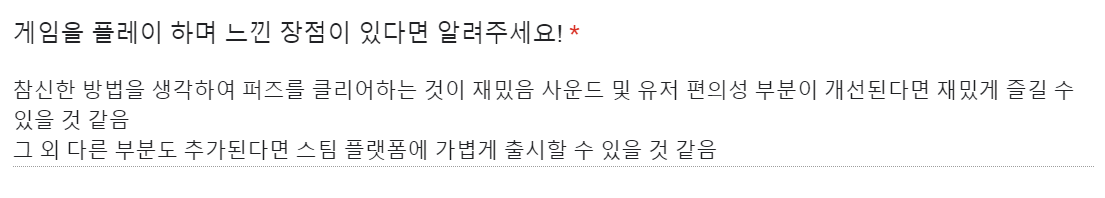 게임을 플레이 하며 느낀 장점이 있다면 알려주세요! *
참신한 방법을 생각하여 퍼즈를 클리어하는 것이 재밌음 사운드 및 유저 편의성 부분이 개선된다면 재밌게 즐길 수
있을 것 같음
그 외 다른 부분도 추가된다면 스팀 플랫폼에 가볍게 출시할 수 있을 것 같음